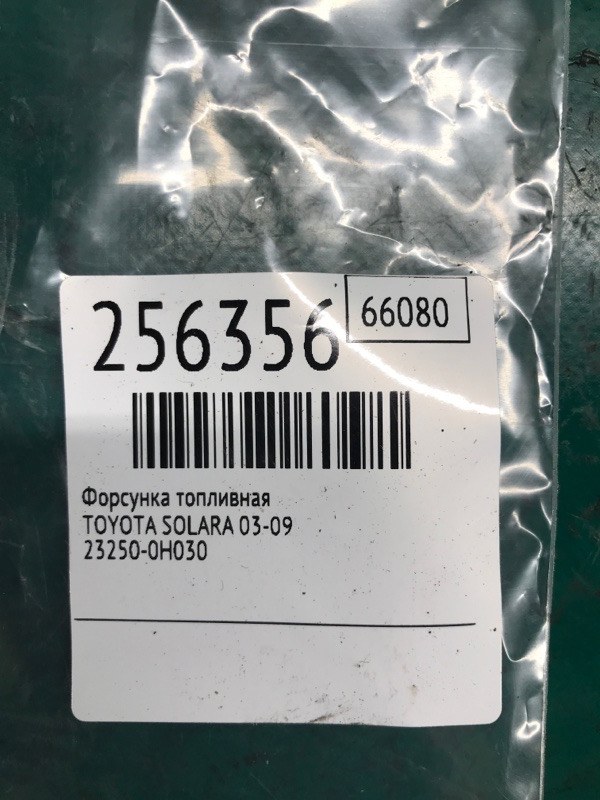 256356
66080
Форсунка топливная
TOYOTA SOLARA 03-09
23250-0H030